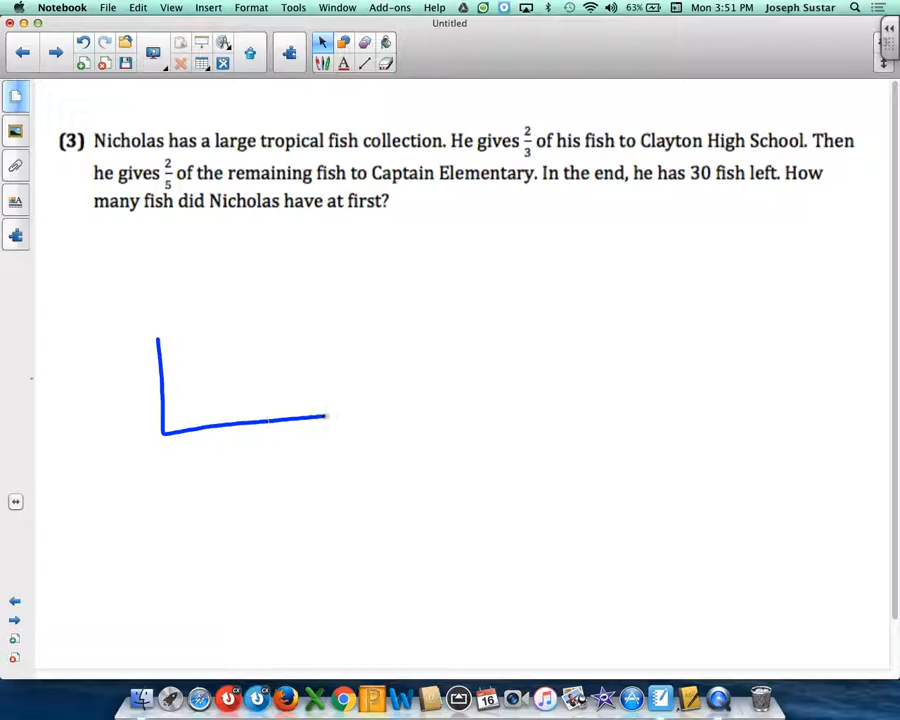 Notebook File Edit View Insert Format Tools Window Add-ons Help 63% Mon 3:51 PM Joseph Sustar
Untitled
(3) Nicholas has a large tropical fish collection. He gives 2/3 of his fish to Clayton High School. Then
he gives 2/5 of the remaining fish to Captain Elementary. In the end, he has 30 fish left. How
many fish did Nicholas have at first?